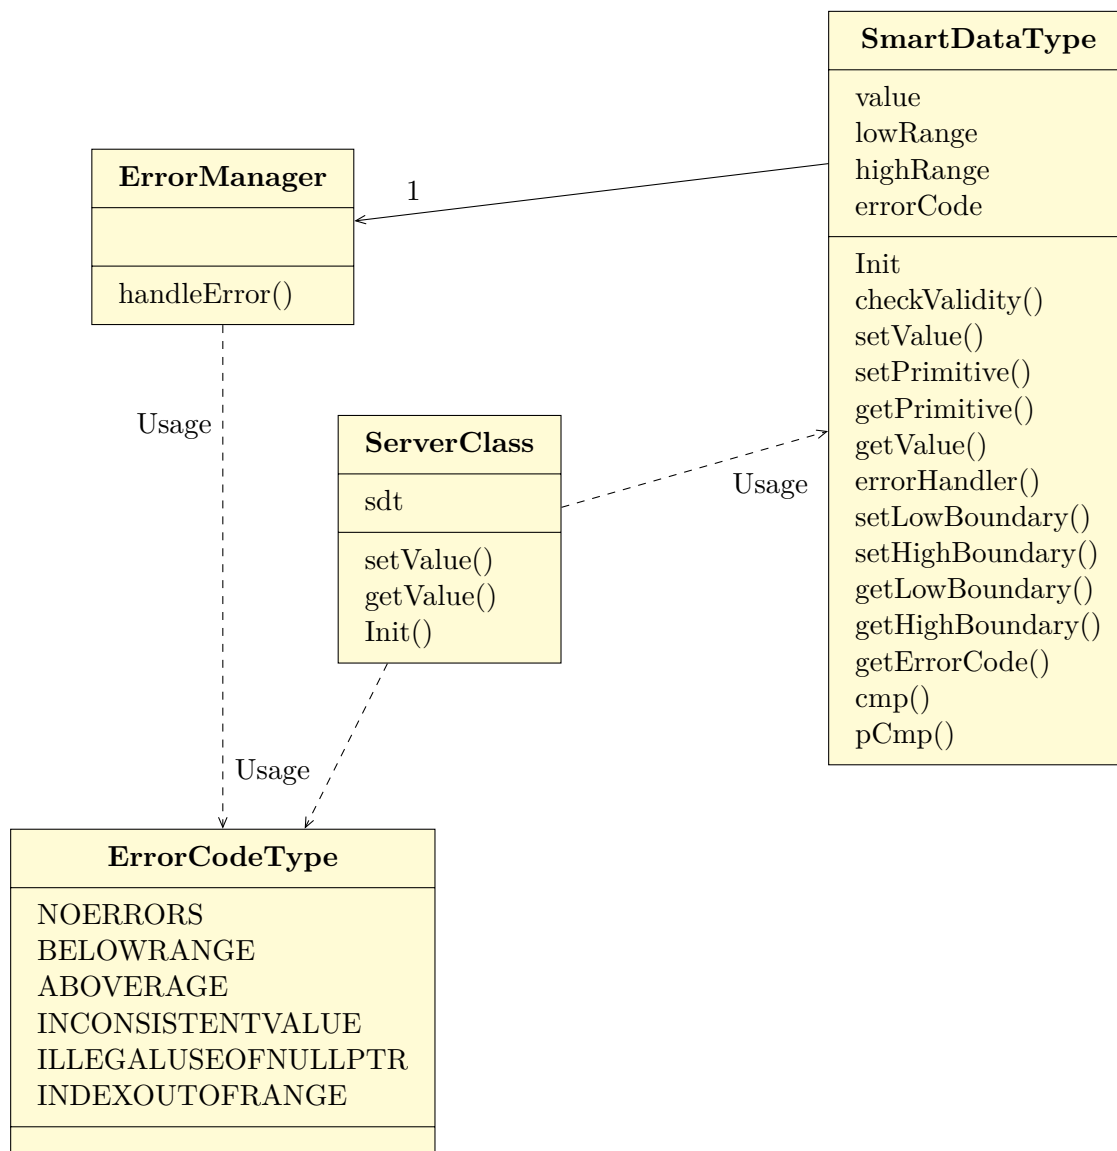 SmartDataType
value
lowRange
highRange
errorCode
Init
checkValidity()
setValue()
setPrimitive()
getPrimitive()
getValue()
errorHandler()
setLowBoundary()
setHighBoundary()
getLowBoundary()
getHighBoundary()
getErrorCode()
cmp()
pCmp()
ErrorManager
handleError()
1
Usage
ServerClass
sdt
setValue()
getValue()
Init()
Usage
Usage
ErrorCodeType
NOERRORS
BELOWRANGE
ABOVERAGE
INCONSISTENTVALUE
ILLEGALUSEOFNULLPTR
INDEXOUTOFRANGE